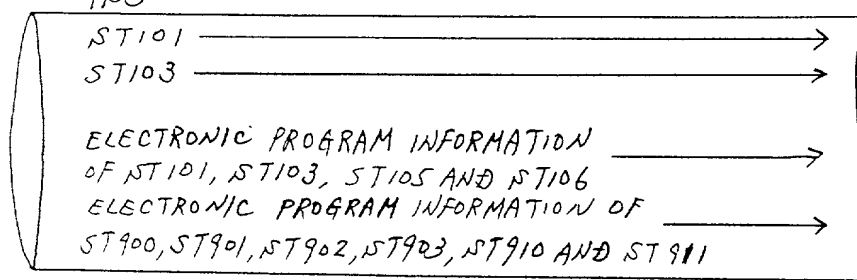 ST101
ST103
ELECTRONIC PROGRAM INFORMATION
OF ST101, ST103, ST105 AND ST106
ELECTRONIC PROGRAM INFORMATION OF
ST900, ST901, ST902, ST903, ST910 AND ST911